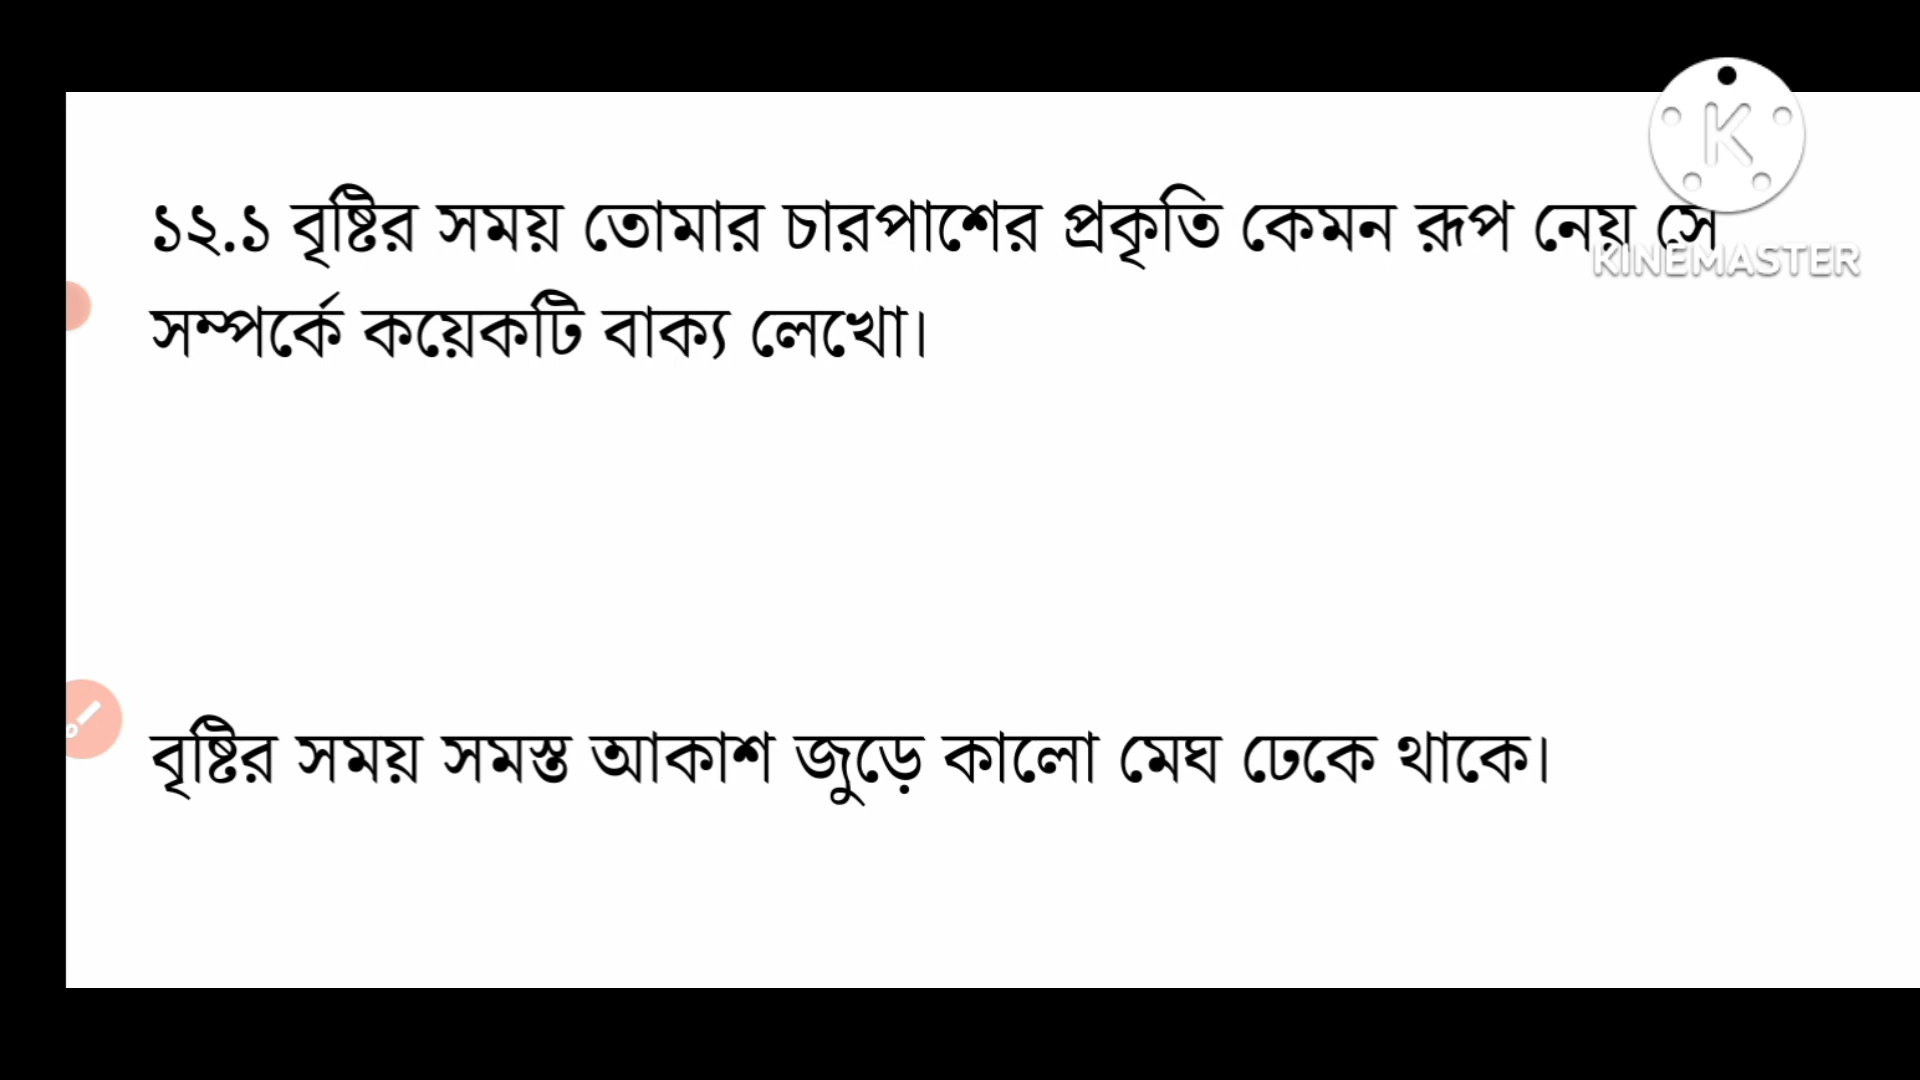 ১২.১ বৃষ্টির সময় তোমার চারপাশের প্রকৃতি কেমন রূপ নেয় সে
KINEMASTER
সম্পর্কে কয়েকটি বাক্য লেখো।
বৃষ্টির সময় সমস্ত আকাশ জুড়ে কালো মেঘ ঢেকে থাকে।